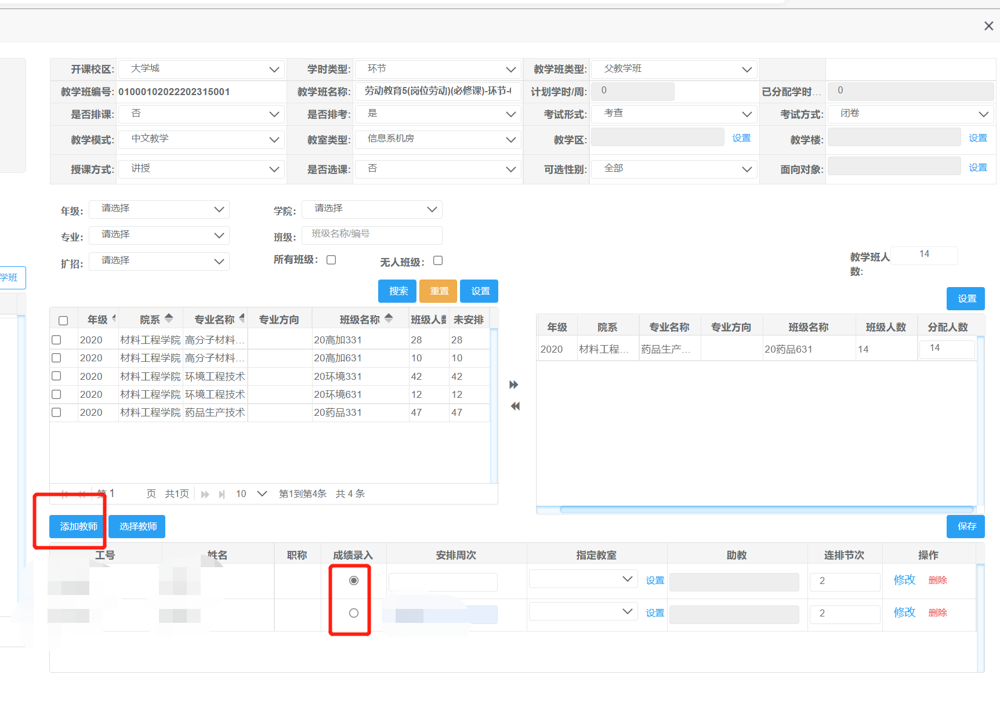 开课校区: 大学城 学时类型: 环节 教学班类型: 父教学班
教学班编号: 01000102022202315001 教学班名称: 劳动教育5(岗位劳动)(必修课)-环节- 计划学时/周: 0 已分配学时... 0
是否排课: 否 是否排考: 是 考试形式: 考查 考试方式: 闭卷
教学模式: 中文教学 教室类型: 信息系机房 教学区: 设置 教学楼: 设置
授课方式: 讲授 是否选课: 否 可选性别: 全部 面向对象: 设置
年级: 请选择 学院: 请选择
专业: 请选择 班级: 班级名称/编号
扩招: 请选择 所有班级: 无人班级:
教学班人 14
数:
学班
搜索 重置 设置
设置
年级 院系 专业名称 专业方向 班级名称 班级人数 未安排
2020 材料工程学院 高分子材料... 20高加331 28 28
2020 材料工程学院 高分子材料... 20高加631 10 10
2020 材料工程学院 环境工程技术 20环境331 42 42
2020 材料工程学院 环境工程技术 20环境631 12 12
2020 材料工程学院 药品生产技术 20药品331 47 47
第 1 页 共1页 10 第1到第4条 共 4 条
年级 院系 专业名称 专业方向 班级名称 班级人数 分配人数
2020 材料工程... 药品生产... 20药品631 14 14
添加教师 选择教师 保存
工号 姓名 职称 成绩录入 安排周次 指定教室 助教 连排节次 操作
设置 2 修改 删除
设置 2 修改 删除